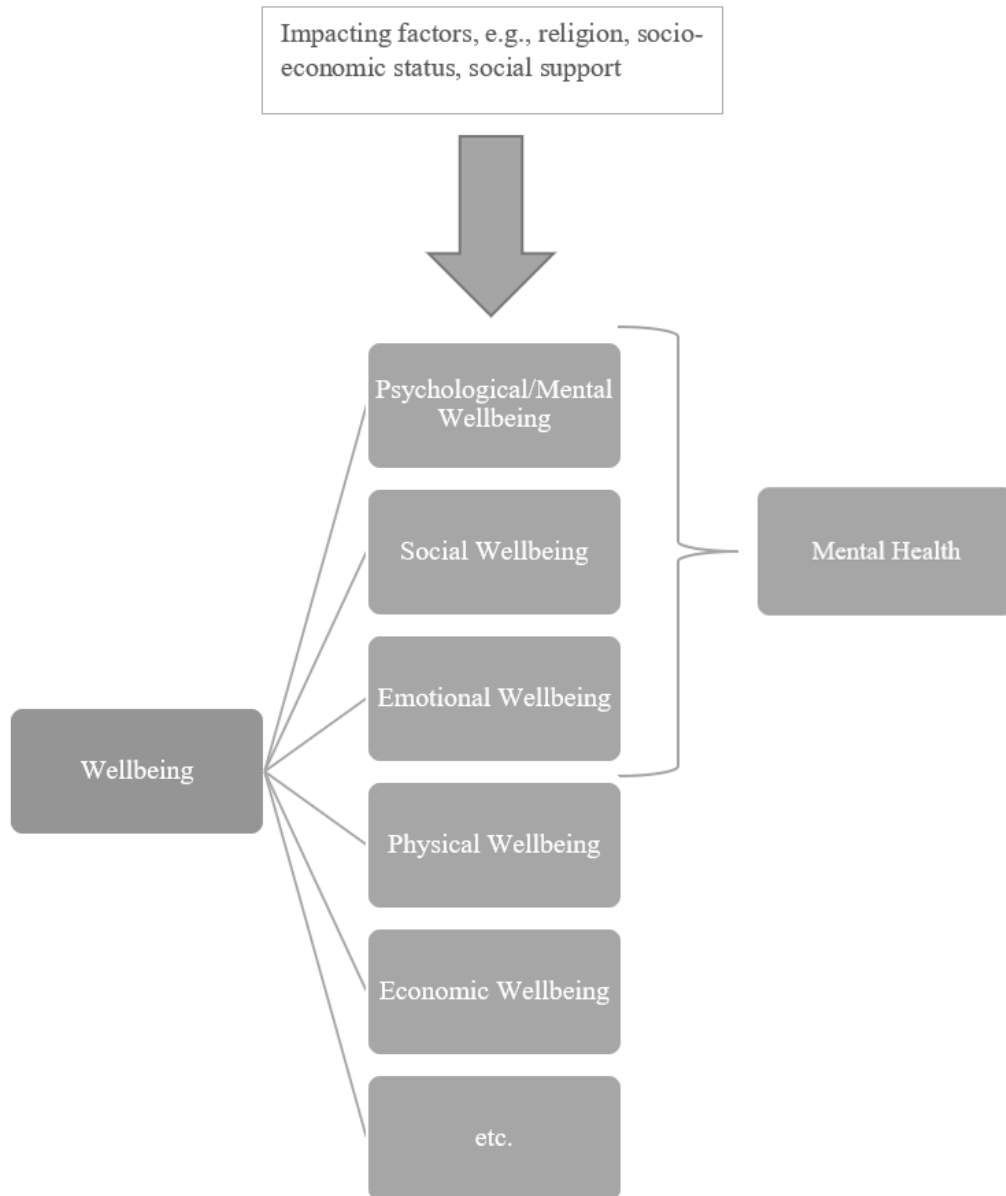 Impacting factors, e.g., religion, socio-
economic status, social support
Psychological/Mental
Wellbeing
Social Wellbeing
Mental Health
Emotional Wellbeing
Wellbeing
Physical Wellbeing
Economic Wellbeing
etc.